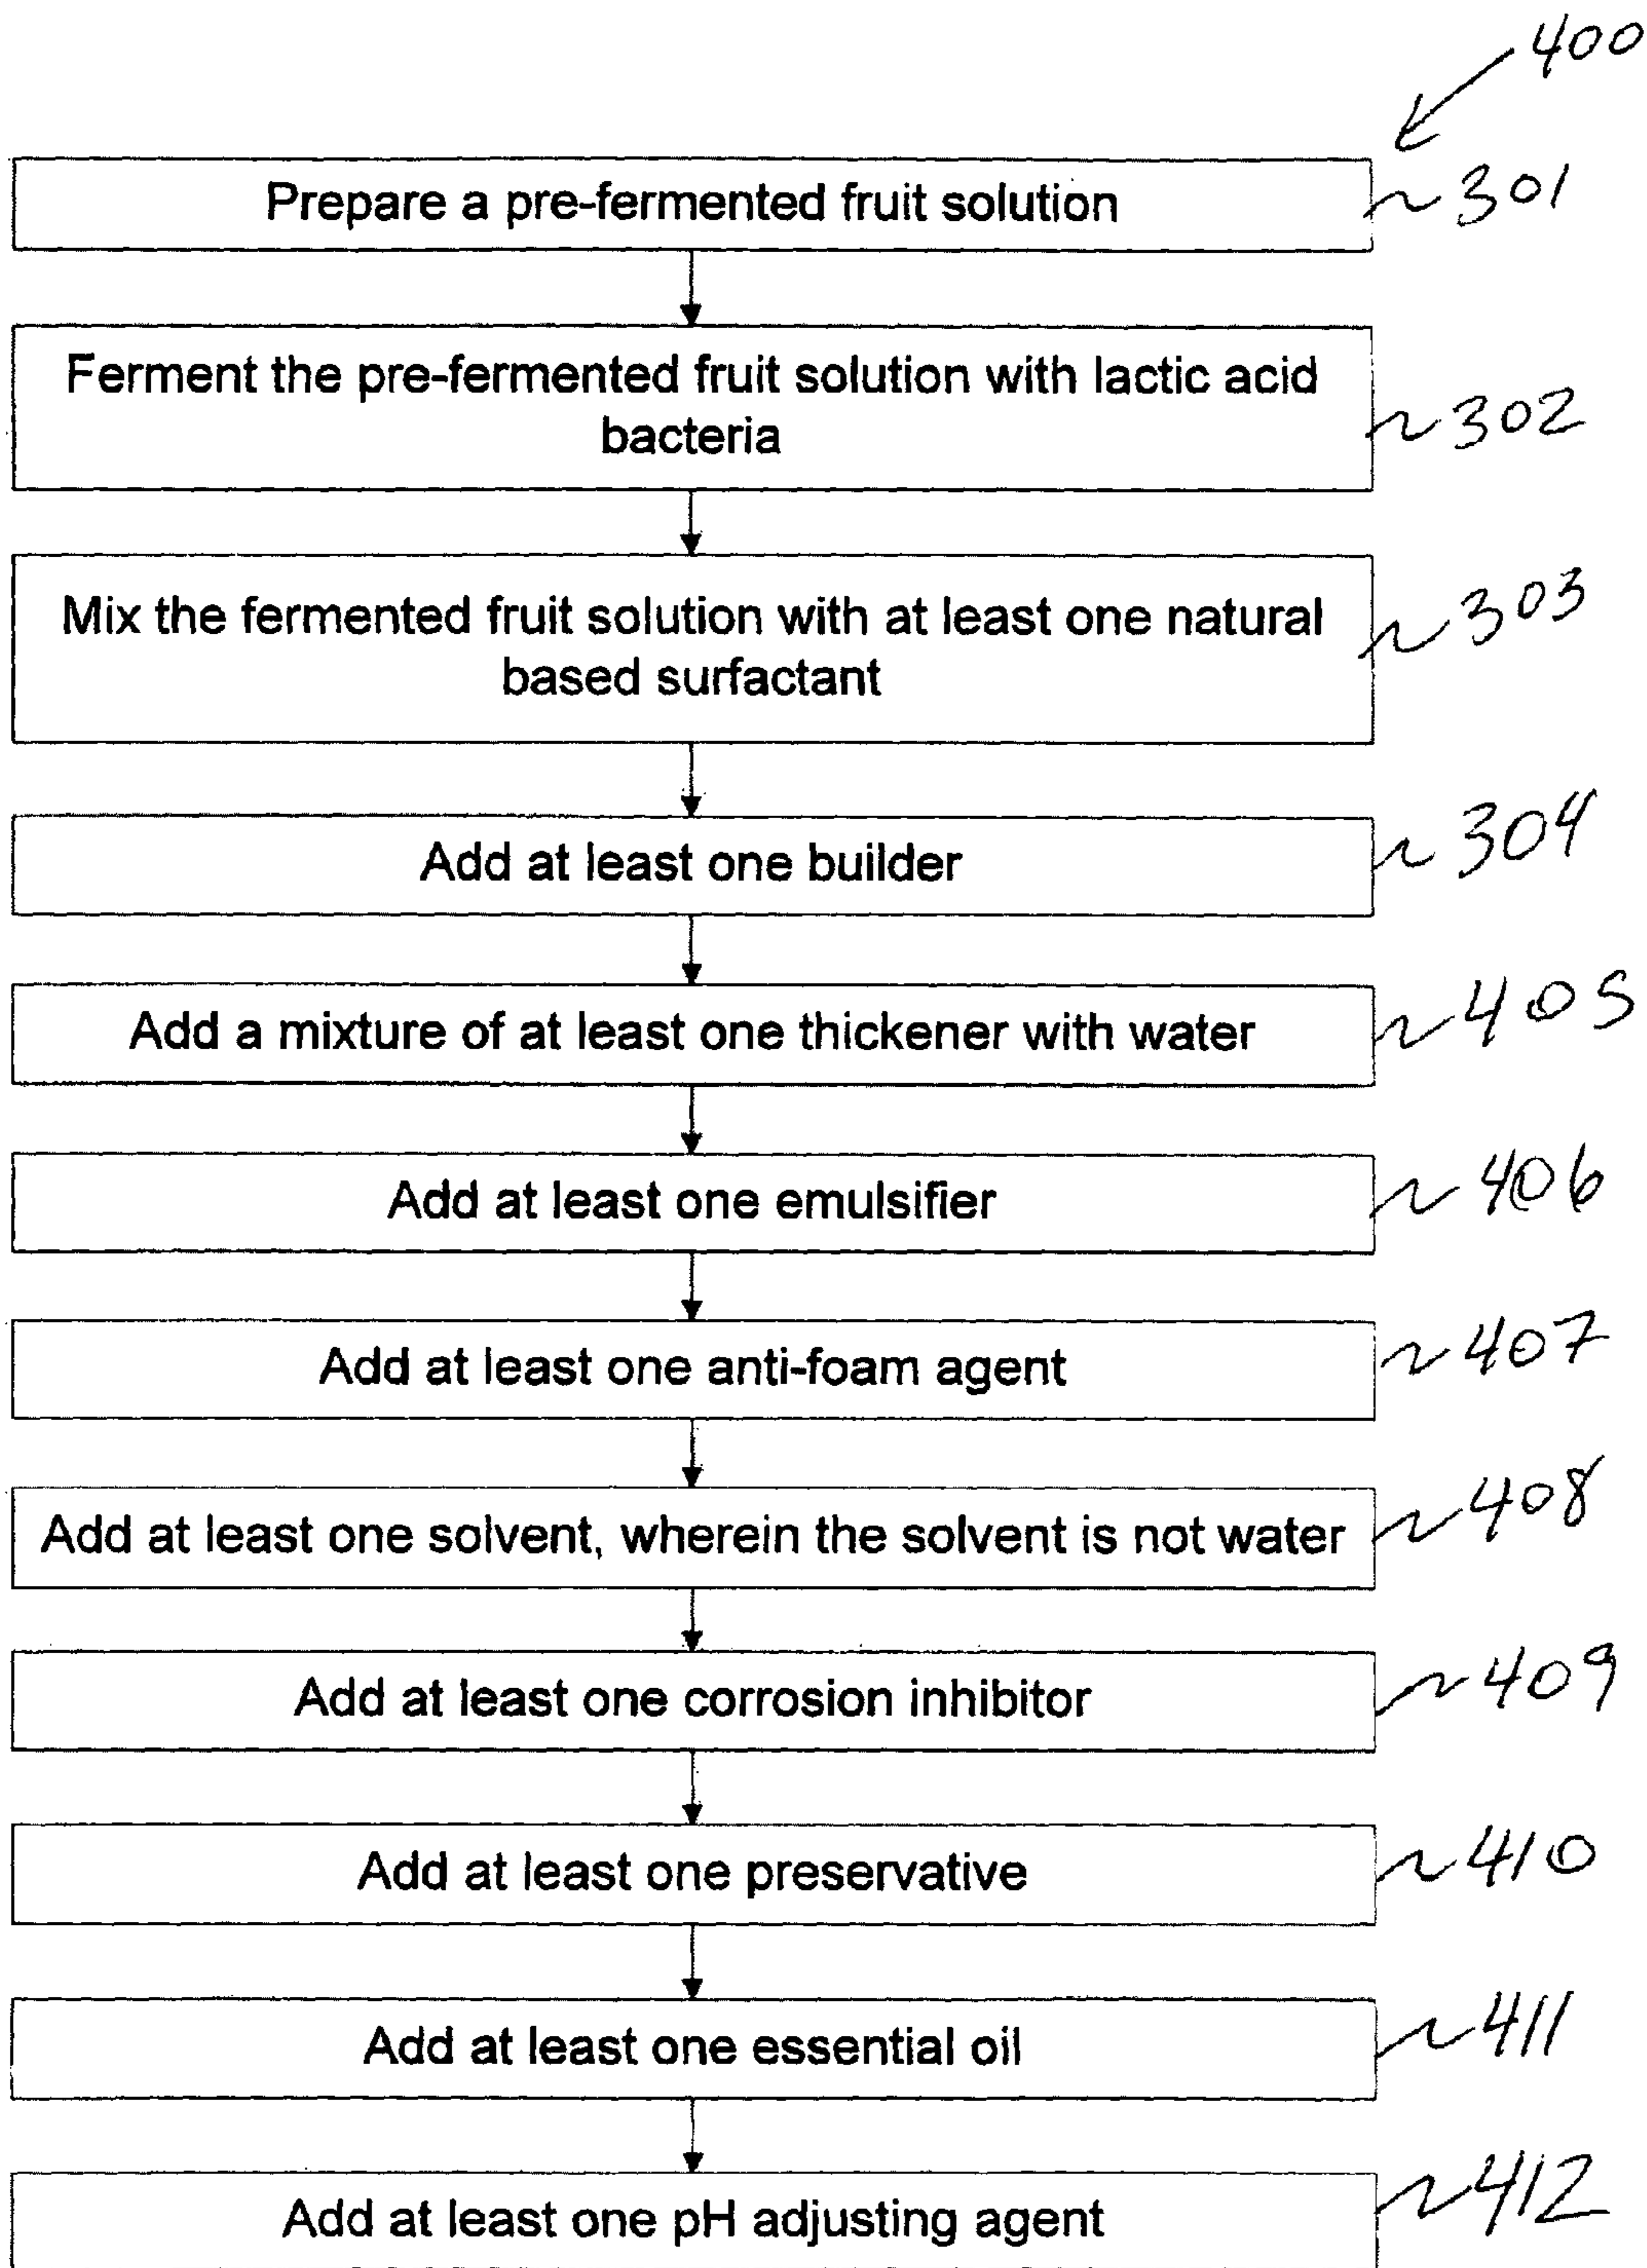 400
Prepare a pre-fermented fruit solution 301
Ferment the pre-fermented fruit solution with lactic acid
bacteria
302
Mix the fermented fruit solution with at least one natural
based surfactant
303
Add at least one builder 304
Add a mixture of at least one thickener with water 405
Add at least one emulsifier 406
Add at least one anti-foam agent 407
Add at least one solvent, wherein the solvent is not water 408
Add at least one corrosion inhibitor 409
Add at least one preservative 410
Add at least one essential oil 411
Add at least one pH adjusting agent 412